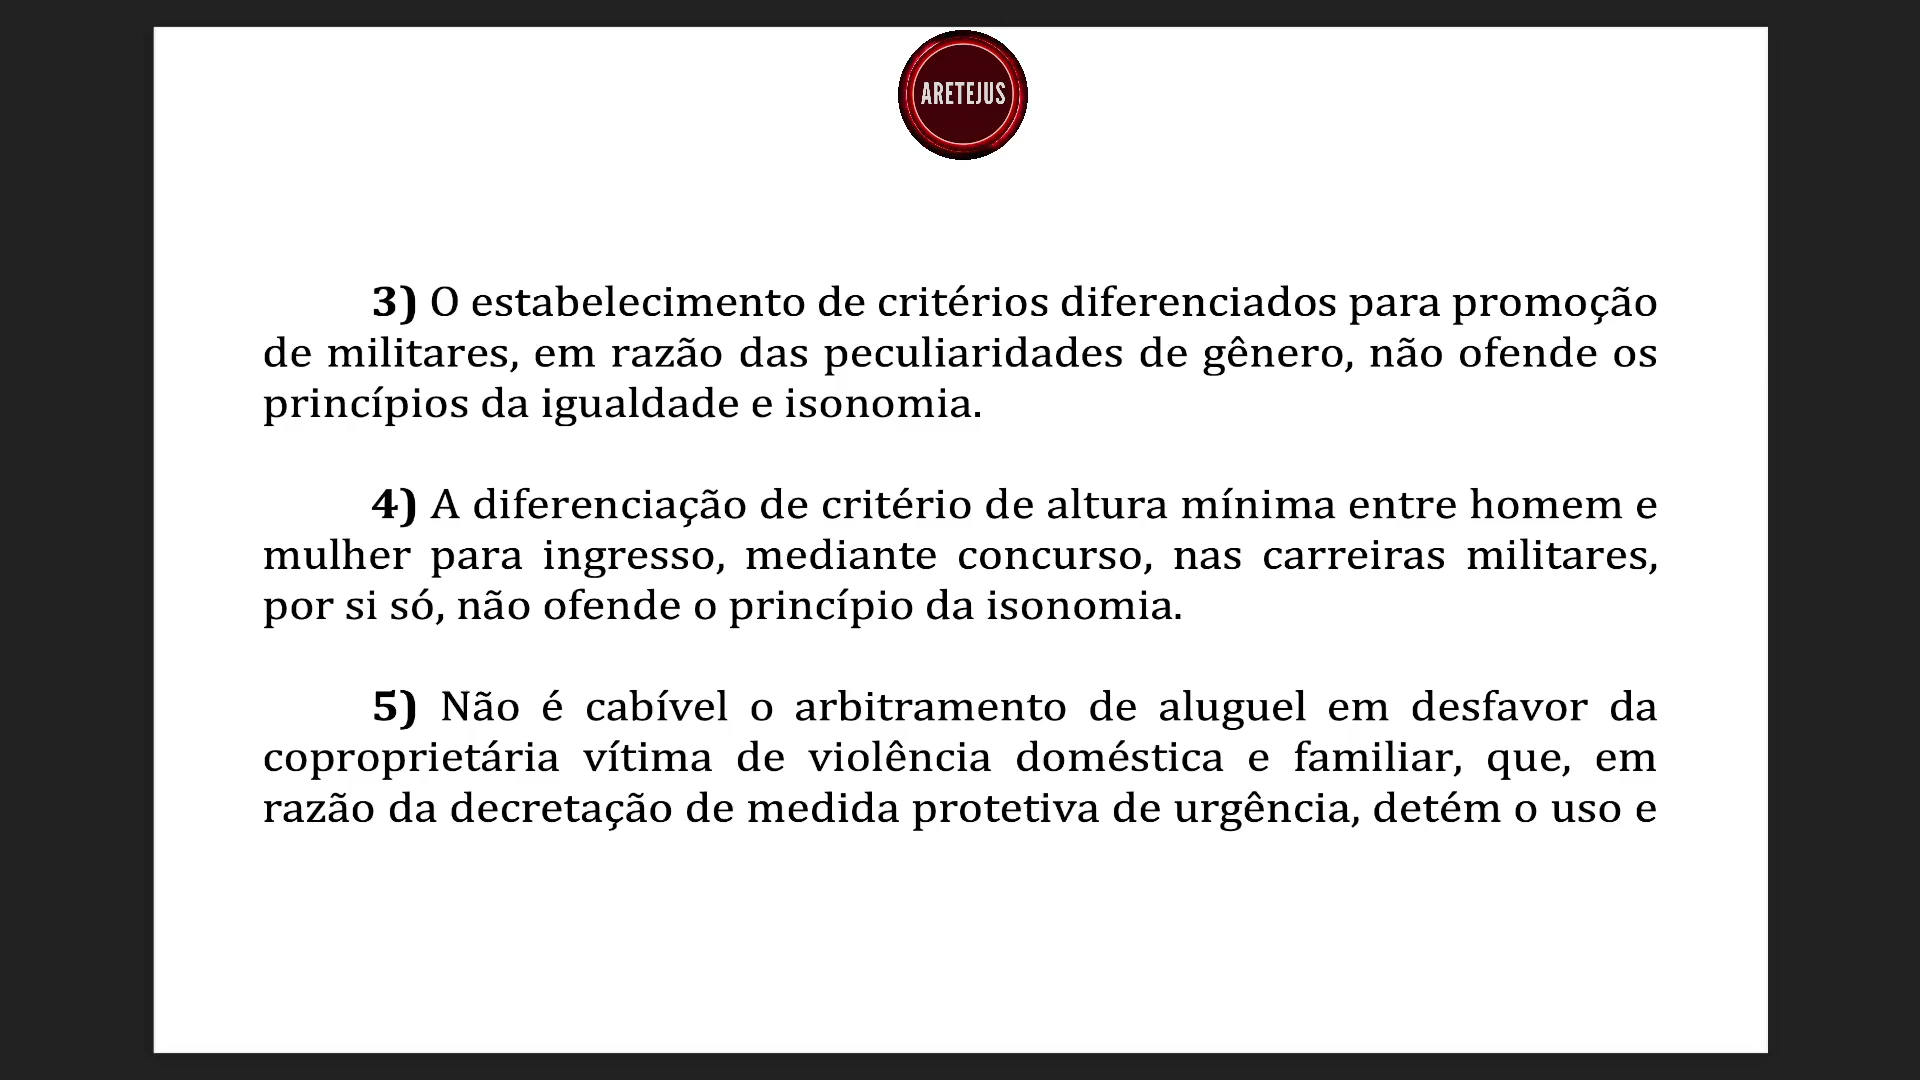 ARETEJUS
3) O estabelecimento de critérios diferenciados para promoção
de militares, em razão das peculiaridades de gênero, não ofende os
princípios da igualdade e isonomia.
4) A diferenciação de critério de altura mínima entre homem e
mulher para ingresso, mediante concurso, nas carreiras militares,
por si só, não ofende o princípio da isonomia.
5) Não é cabível o arbitramento de aluguel em desfavor da
coproprietária vítima de violência doméstica e familiar, que, em
razão da decretação de medida protetiva de urgência, detém o uso e